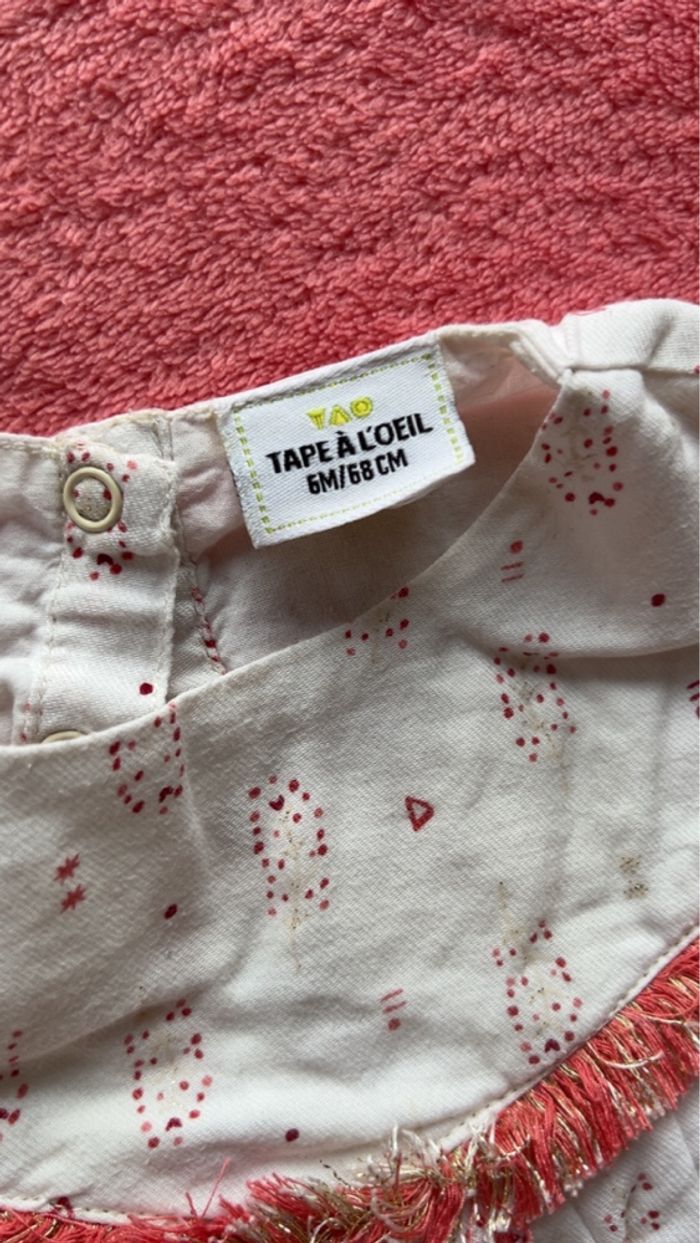 TAO
TAPE À L'OEIL
6M/68 CM